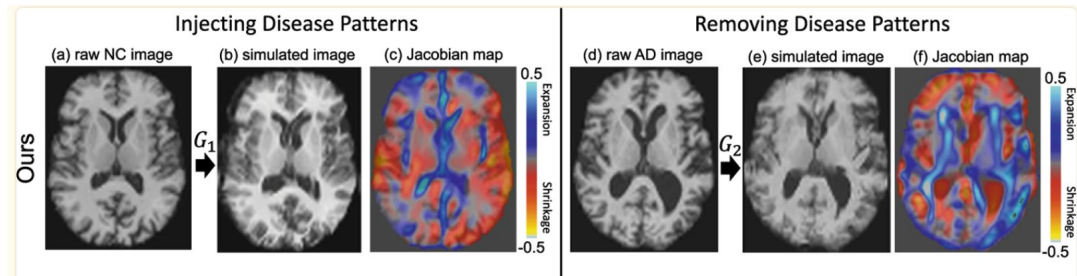 Injecting Disease Patterns
Removing Disease Patterns
(a) raw NC image
(b) simulated image
(c) Jacobian map
(d) raw AD image
(e) simulated image
(f) Jacobian map
Ours
G1
G2
0.5
Expansion
Shrinkage
-0.5
0.5
Expansion
Shrinkage
-0.5